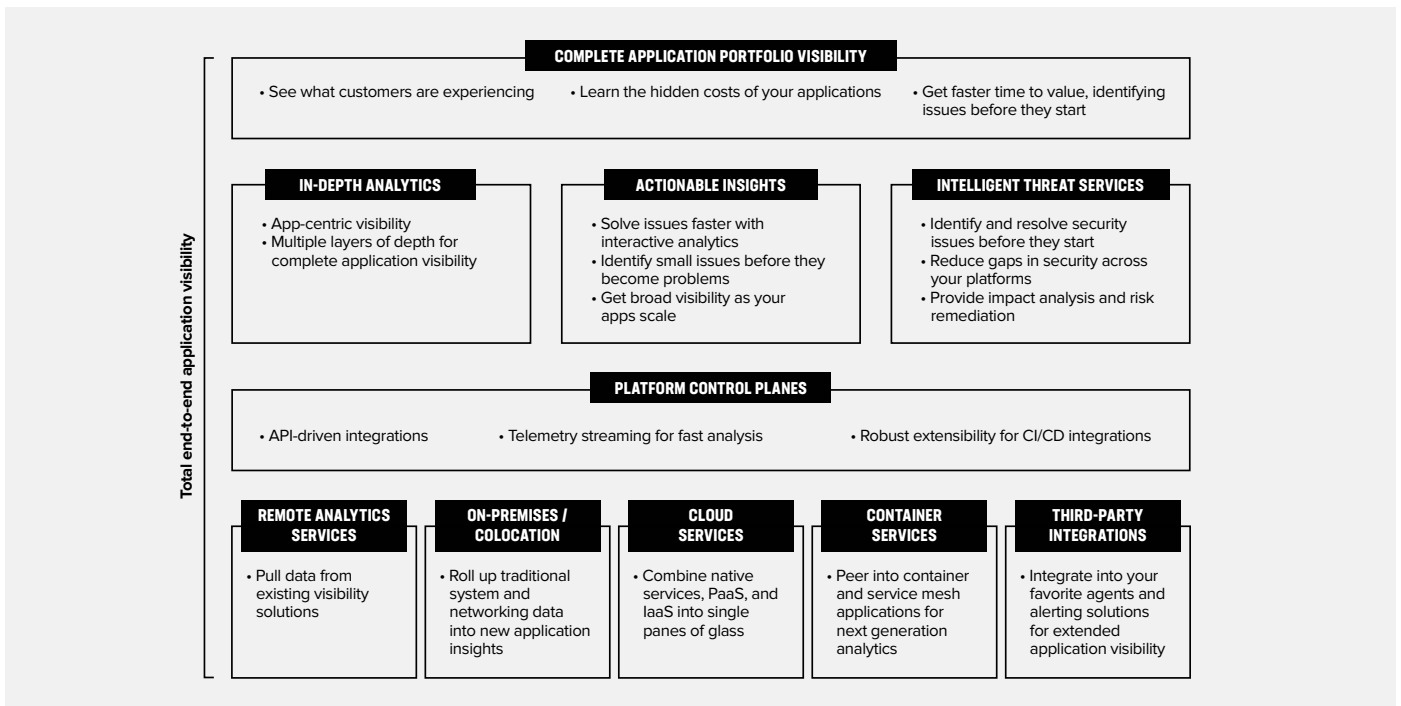 Total end-to-end application visibility
COMPLETE APPLICATION PORTFOLIO VISIBILITY
• See what customers are experiencing
• Learn the hidden costs of your applications
• Get faster time to value, identifying
issues before they start
IN-DEPTH ANALYTICS
• App-centric visibility
• Multiple layers of depth for
complete application visibility
ACTIONABLE INSIGHTS
• Solve issues faster with
interactive analytics
• Identify small issues before they
become problems
• Get broad visibility as your
apps scale
INTELLIGENT THREAT SERVICES
• Identify and resolve security
issues before they start
• Reduce gaps in security across
your platforms
• Provide impact analysis and risk
remediation
PLATFORM CONTROL PLANES
• API-driven integrations
• Telemetry streaming for fast analysis
• Robust extensibility for CI/CD integrations
REMOTE ANALYTICS
SERVICES
• Pull data from
existing visibility
solutions
ON-PREMISES /
COLOCATION
• Roll up traditional
system and
networking data
into new application
insights
CLOUD
SERVICES
• Combine native
services, PaaS, and
IaaS into single
panes of glass
CONTAINER
SERVICES
• Peer into container
and service mesh
applications for
next generation
analytics
THIRD-PARTY
INTEGRATIONS
• Integrate into your
favorite agents and
alerting solutions
for extended
application visibility